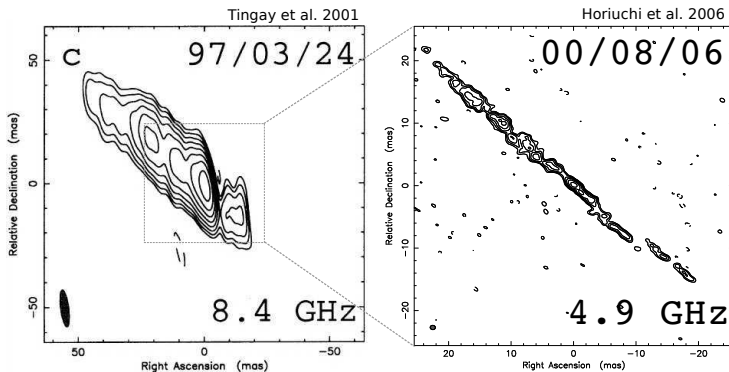 Tingay et al. 2001
C 97/03/24
Relative Declination (mas)
50
0
-50
8.4 GHz
50 0 -50
Right Ascension (mas)
Horiuchi et al. 2006
00/08/06
Relative Declination (mas)
20
10
0
-10
-20
4.9 GHz
20 10 0 -10 -20
Right Ascension (mas)